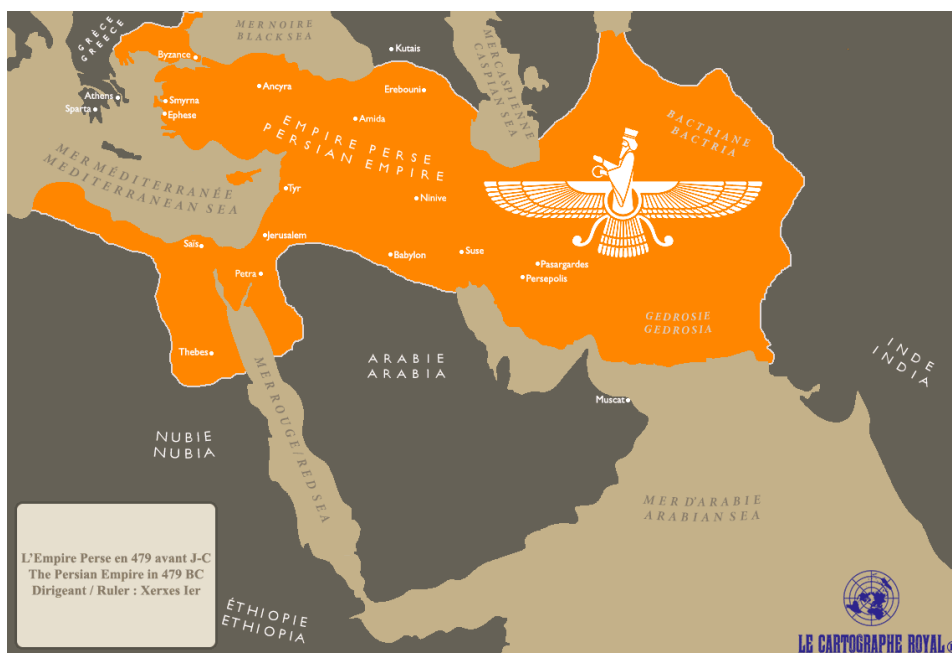 GRÈCE
GREECE
MER NOIRE
BLACK SEA
Kutais
MER CASPIENNE
CASPIAN SEA
Byzance
Athens
Sparta
Smyrna
Ephese
Ancyra
Erebouni
Amida
EMPIRE PERSE
PERSIAN EMPIRE
BACTRIANE
BACTRIA
MER MÉDITERRANÉE
MEDITERRANEAN SEA
Tyr
Ninive
Jerusalem
Saïs
Petra
Babylon
Suse
Pasargades
Persepolis
GEDROSIE
GEDROSIA
Thebes
ARABIE
ARABIA
INDE
INDIA
Muscat
NUBIE
NUBIA
MER ROUGE / RED SEA
MER D'ARABIE
ARABIAN SEA
L'Empire Perse en 479 avant J-C
The Persian Empire in 479 BC
Dirigeant / Ruler : Xerxes Ier
ÉTHIOPIE
ETHIOPIA
LE CARTOGRAPHE ROYAL ®